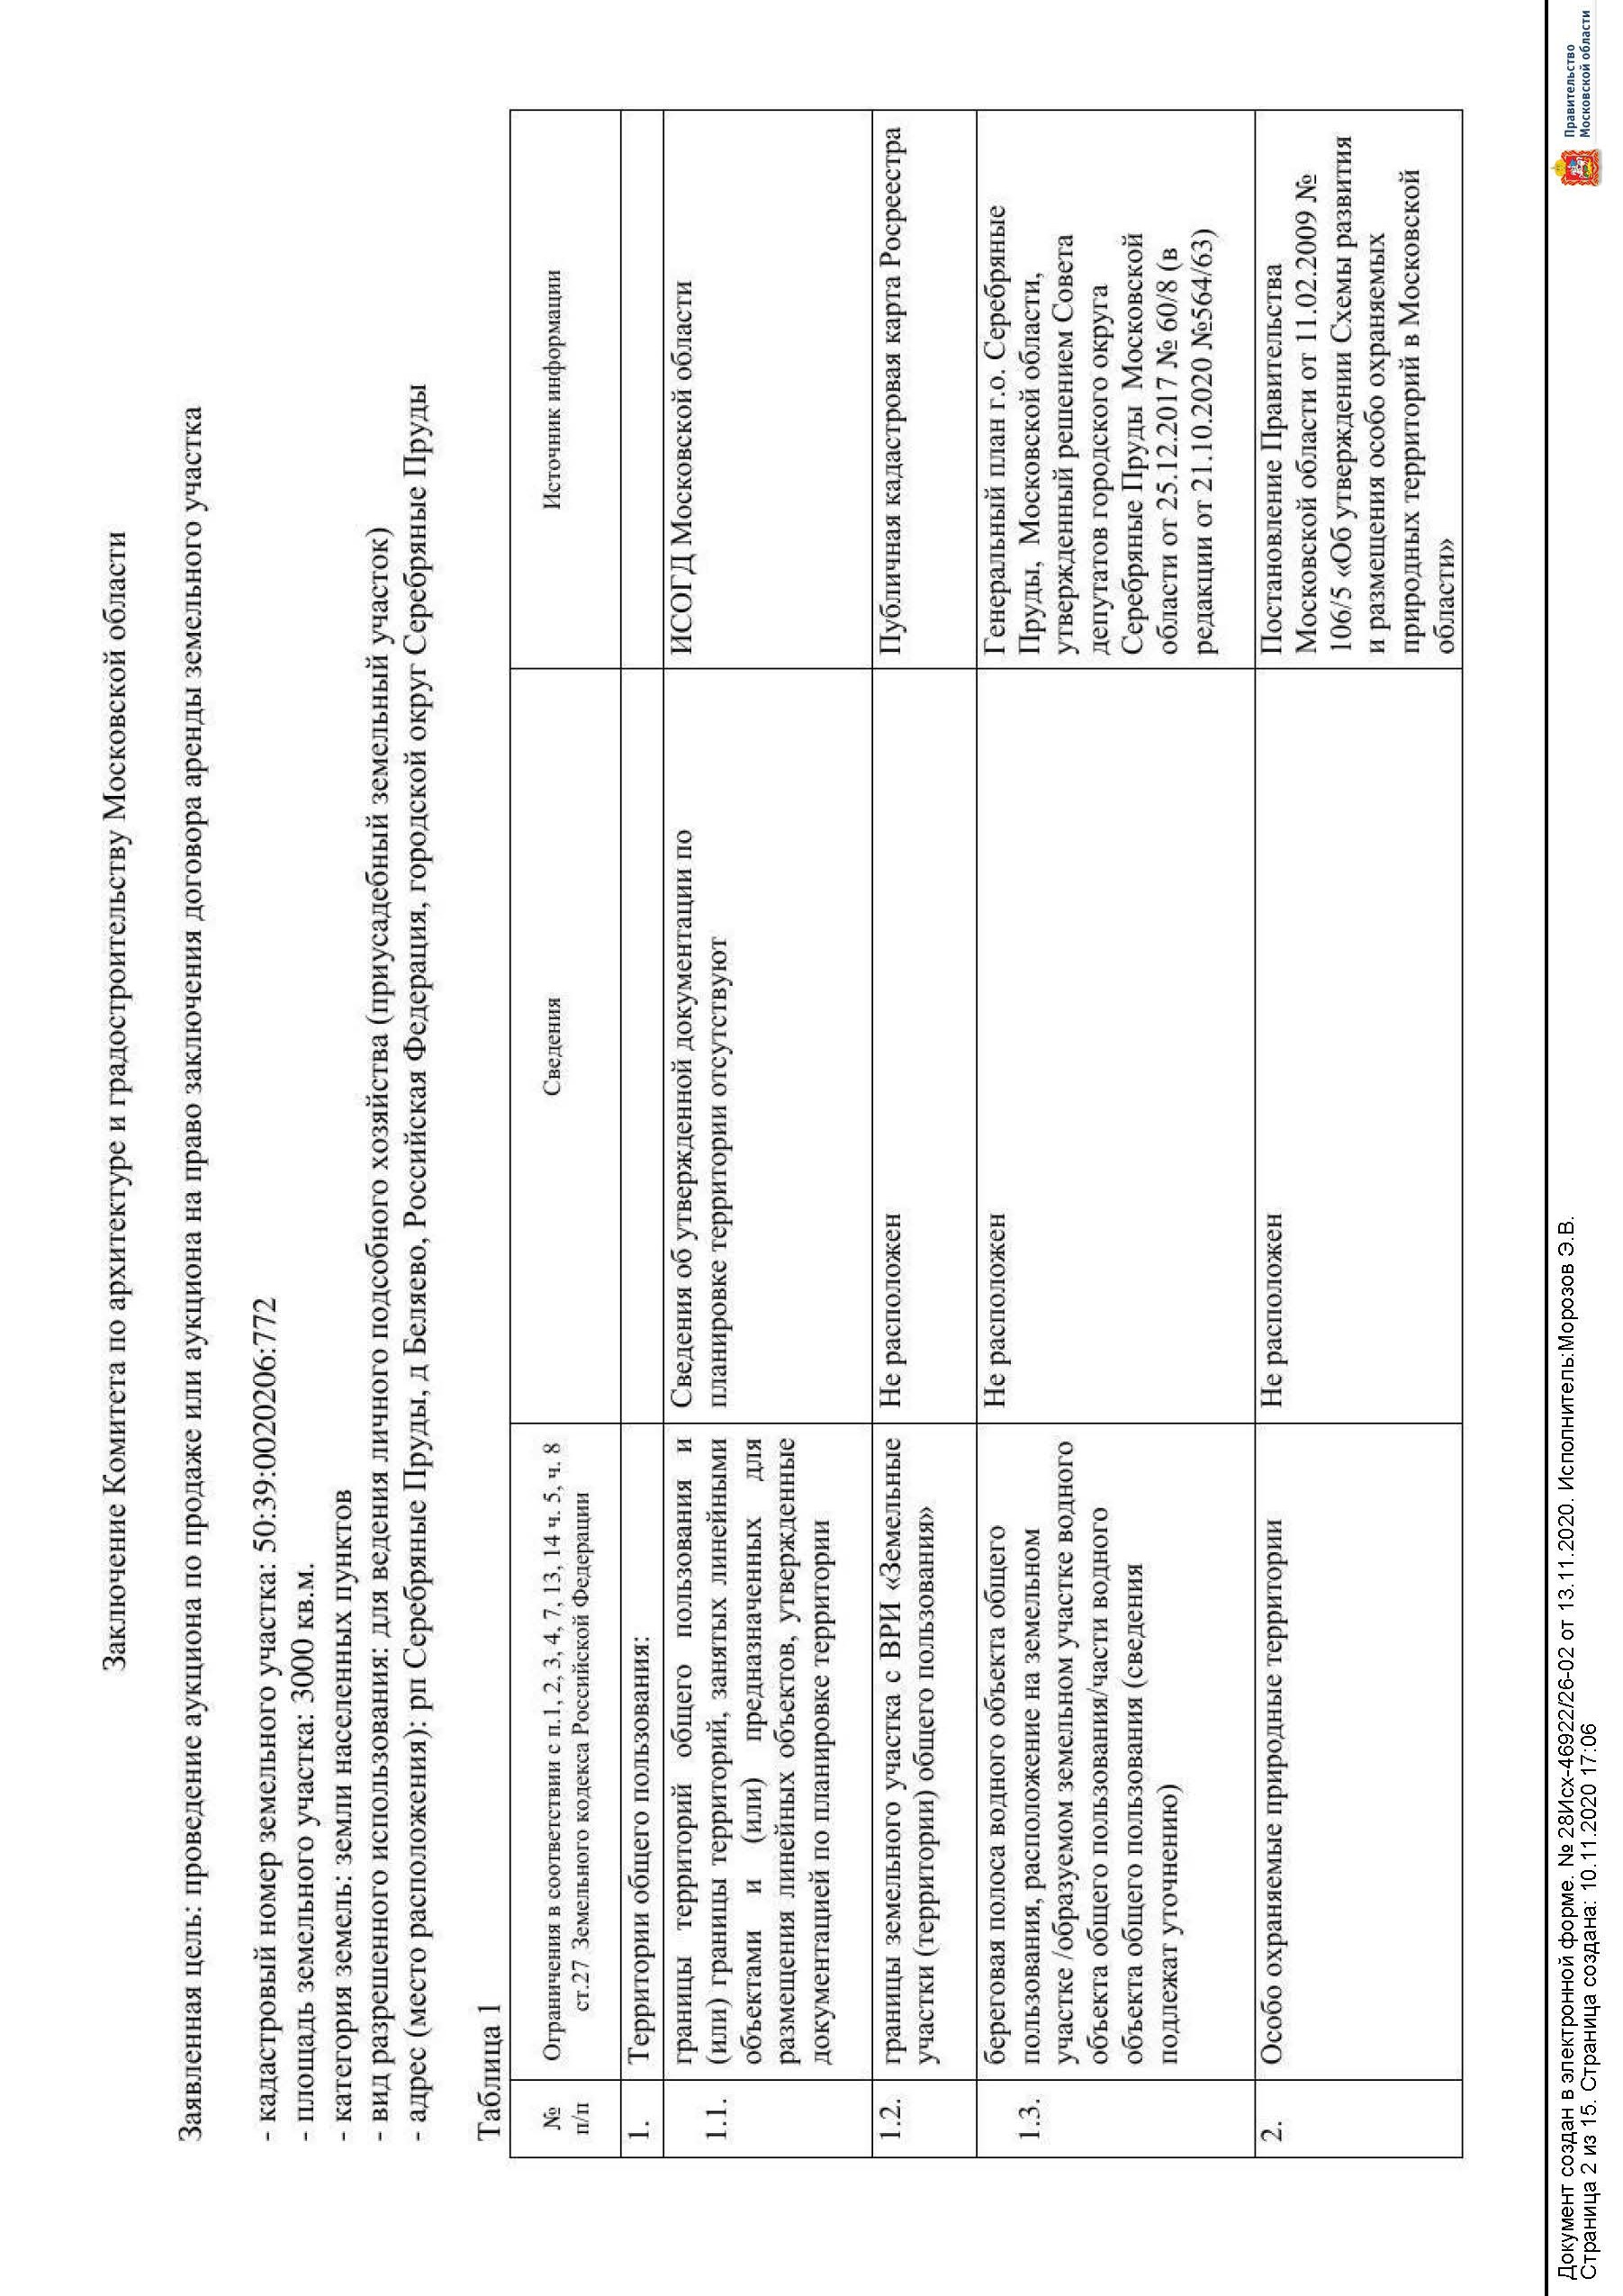 Заключение Комитета по архитектуре и градостроительству Московской области
Заявленная цель: проведение аукциона по продаже или аукциона на право заключения договора аренды земельного участка
- кадастровый номер земельного участка: 50:39:0020206:772
- площадь земельного участка: 3000 кв.м.
- категория земель: земли населенных пунктов
- вид разрешенного использования: для ведения личного подсобного хозяйства (приусадебный земельный участок)
- адрес (место расположения): рп Серебряные Пруды, д Беляево, Российская Федерация, городской округ Серебряные Пруды
Таблица 1
№
п/п
Ограничения в соответствии с п.1, 2, 3, 4, 7, 13, 14 ч. 5, ч. 8
ст.27 Земельного кодекса Российской Федерации
Сведения
Источник информации
1.
Территории общего пользования:
1.1.
границы территорий общего пользования и
(или) границы территорий, занятых линейными
объектами и (или) предназначенных для
размещения линейных объектов, утвержденные
документацией по планировке территории
Сведения об утвержденной документации по
планировке территории отсутствуют
ИСОГД Московской области
1.2.
границы земельного участка с ВРИ «Земельные
участки (территории) общего пользования»
Не расположен
Публичная кадастровая карта Росреестра
1.3.
береговая полоса водного объекта общего
пользования, расположение на земельном
участке /образуемом земельном участке водного
объекта общего пользования/части водного
объекта общего пользования (сведения
подлежат уточнению)
Не расположен
Генеральный план г.о. Серебряные
Пруды, Московской области,
утвержденный решением Совета
депутатов городского округа
Серебряные Пруды Московской
области от 25.12.2017 № 60/8 (в
редакции от 21.10.2020 №564/63)
2.
Особо охраняемые природные территории
Не расположен
Постановление Правительства
Московской области от 11.02.2009 №
106/5 «Об утверждении Схемы развития
и размещения особо охраняемых
природных территорий в Московской
области»
Документ создан в электронной форме. № 28Исх-46922/26-02 от 13.11.2020. Исполнитель:Морозов Э.В.
Страница 2 из 15. Страница создана: 10.11.2020 17:06
Правительство
Московской области